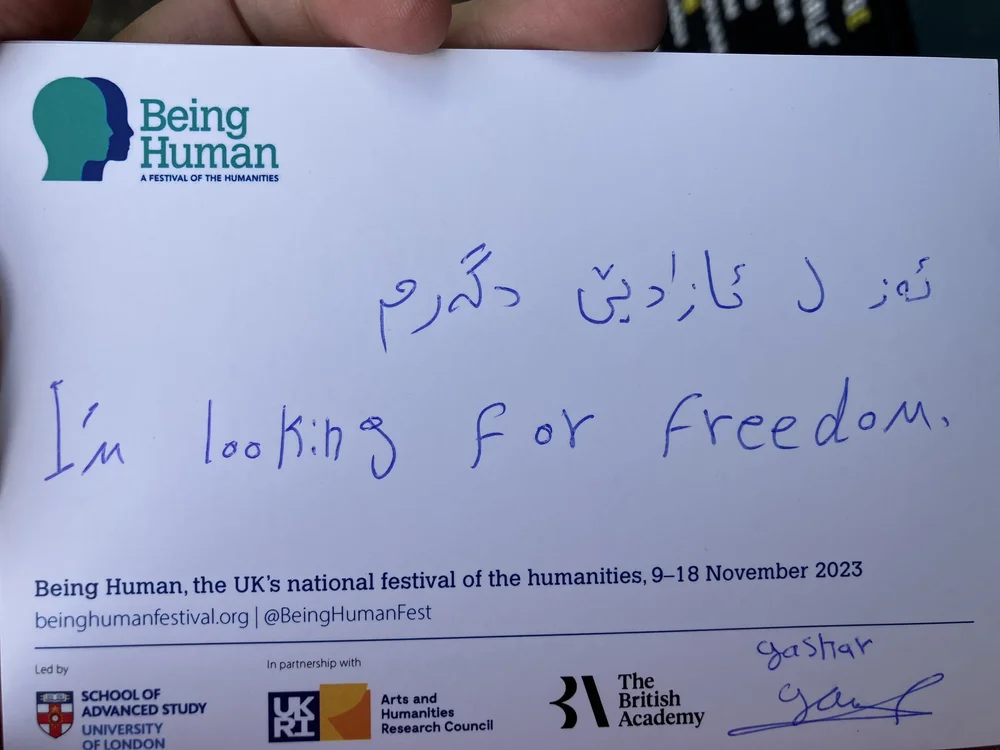 Being
Human
A FESTIVAL OF THE HUMANITIES
ئەز ل ئازادیێ دگەرم
I'm looking for freedom.
Being Human, the UK's national festival of the humanities, 9–18 November 2023
beinghumanfestival.org | @BeingHumanFest
Led by
SCHOOL OF
ADVANCED STUDY
UNIVERSITY
OF LONDON
In partnership with
UK
RI
Arts and
Humanities
Research Council
The
British
Academy
gashar